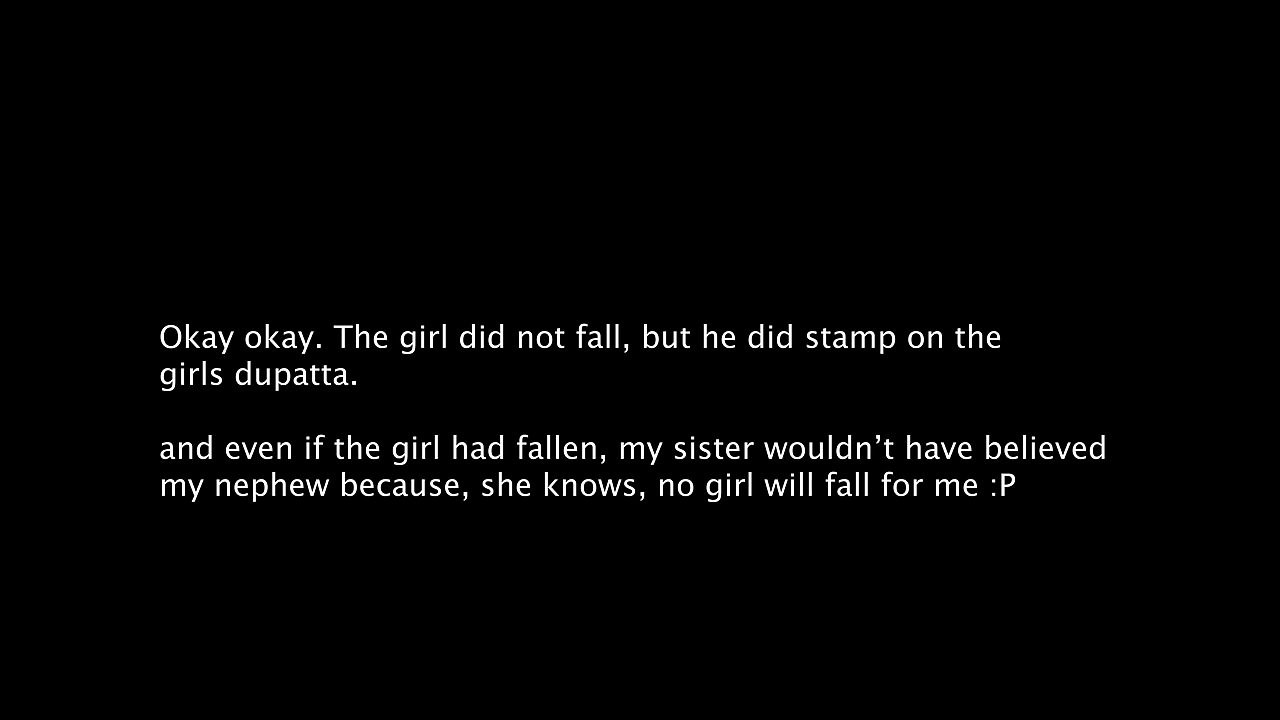 Okay okay. The girl did not fall, but he did stamp on the
girls dupatta.
and even if the girl had fallen, my sister wouldn’t have believed
my nephew because, she knows, no girl will fall for me :P